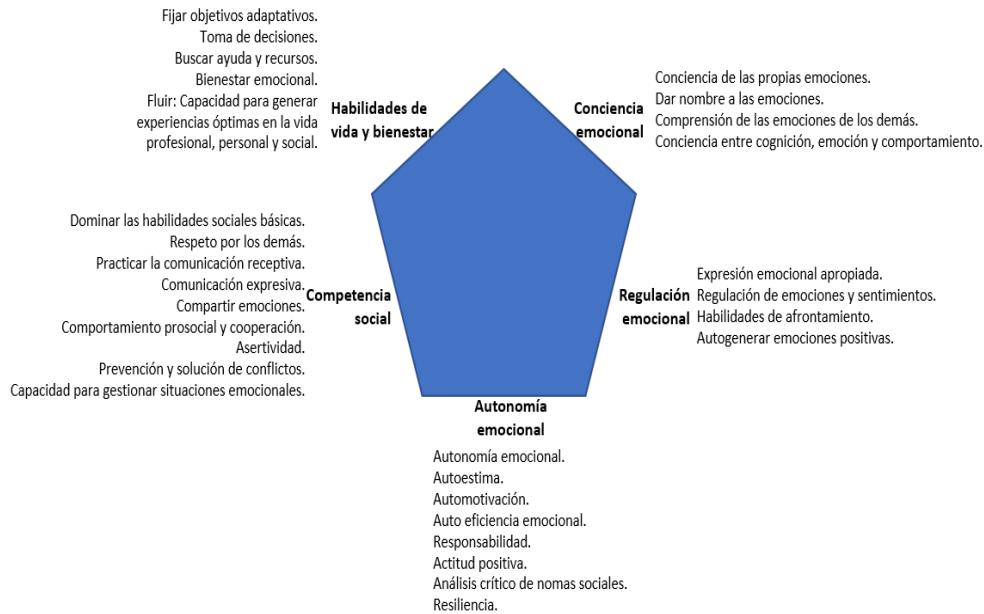 Fijar objetivos adaptativos.
Toma de decisiones.
Buscar ayuda y recursos.
Bienestar emocional.
Fluir: Capacidad para generar
experiencias óptimas en la vida
profesional, personal y social.
Habilidades de
vida y bienestar
Conciencia
emocional
Conciencia de las propias emociones.
Dar nombre a las emociones.
Comprensión de las emociones de los demás.
Conciencia entre cognición, emoción y comportamiento.
Dominar las habilidades sociales básicas.
Respeto por los demás.
Practicar la comunicación receptiva.
Comunicación expresiva.
Compartir emociones.
Comportamiento prosocial y cooperación.
Asertividad.
Prevención y solución de conflictos.
Capacidad para gestionar situaciones emocionales.
Competencia
social
Regulación
emocional
Expresión emocional apropiada.
Regulación de emociones y sentimientos.
Habilidades de afrontamiento.
Autogenerar emociones positivas.
Autonomía
emocional
Autonomía emocional.
Autoestima.
Automotivación.
Auto eficiencia emocional.
Responsabilidad.
Actitud positiva.
Análisis crítico de nomas sociales.
Resiliencia.